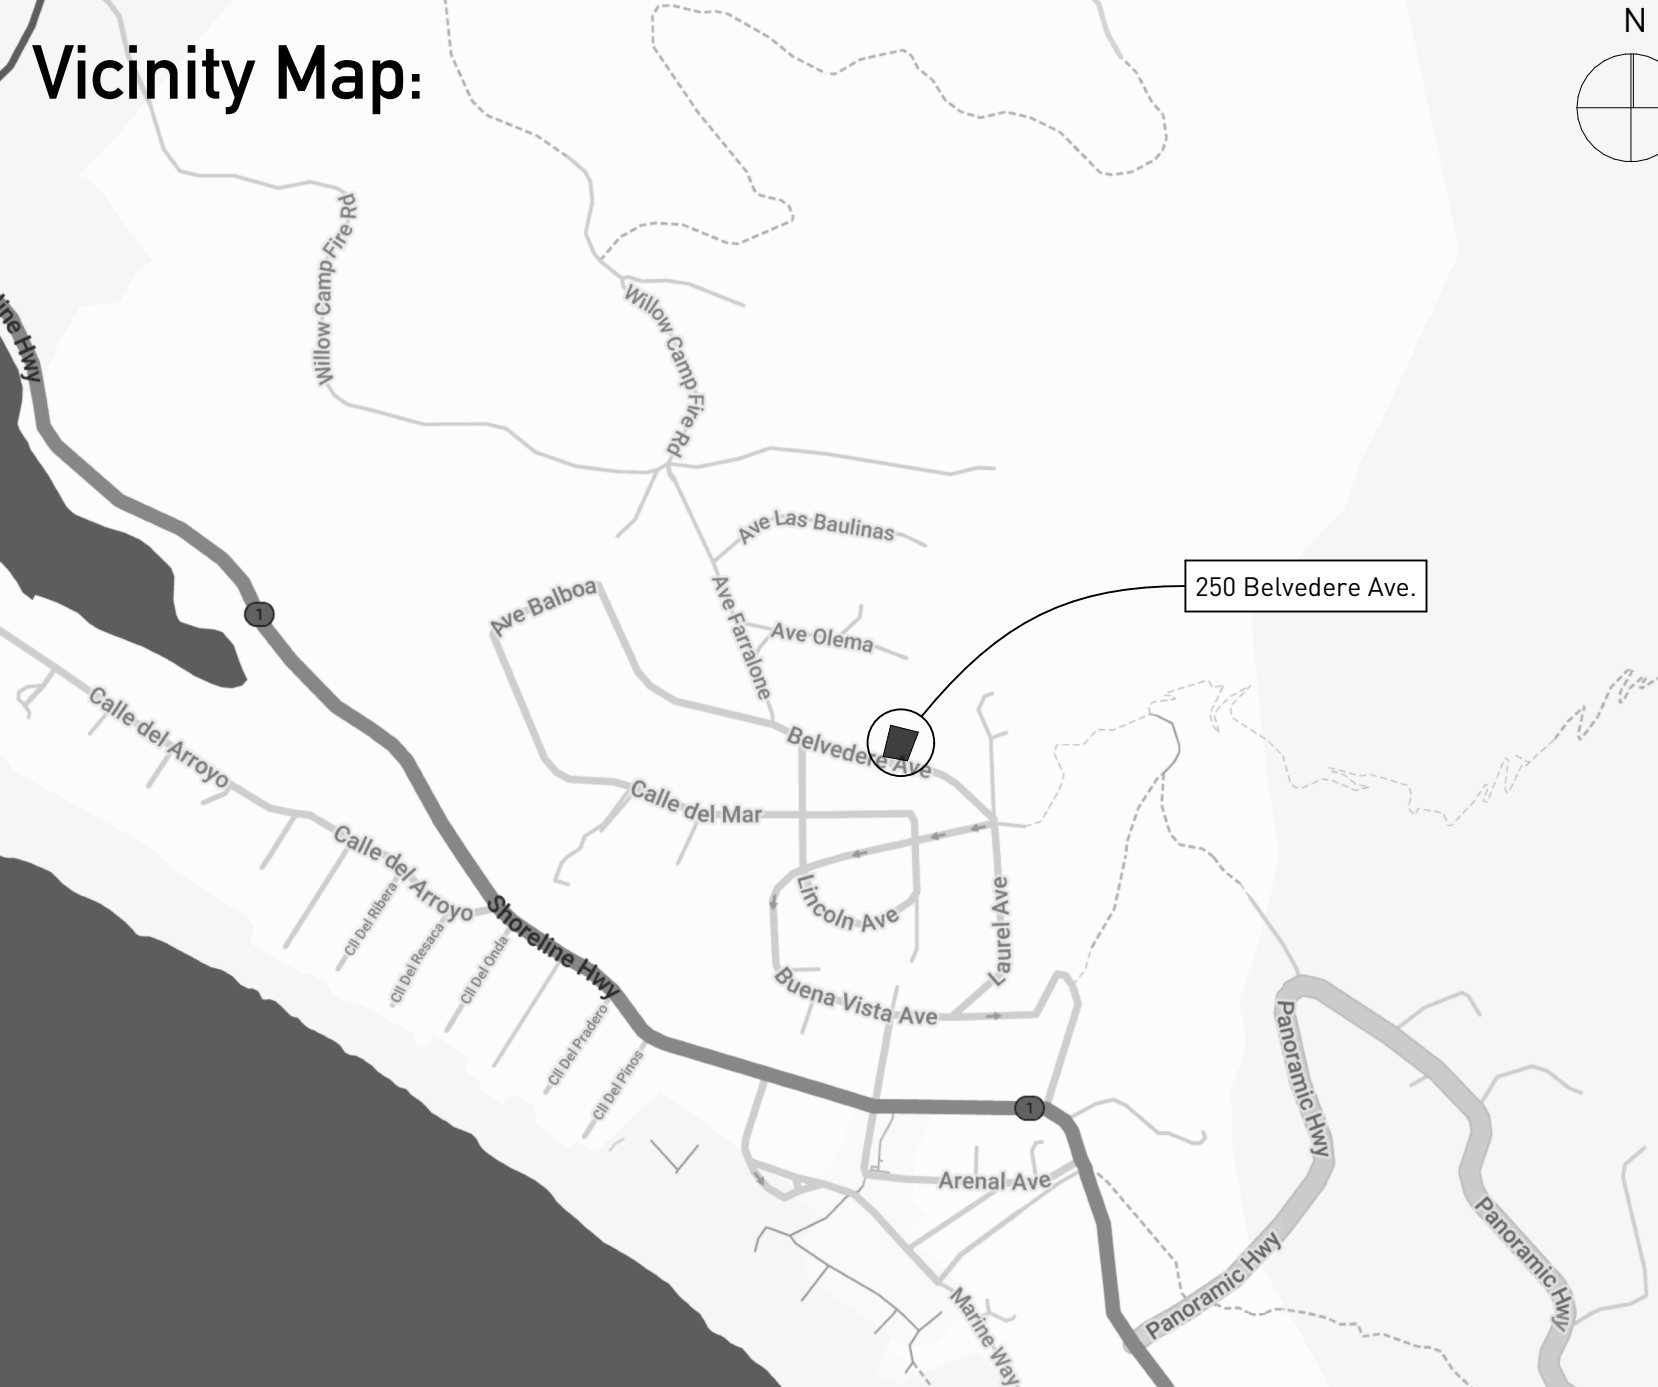 N
Vicinity Map:
Willow Camp Fire Rd
Willow Camp Fire Rd
line Hwy
Ave Las Baulinas
250 Belvedere Ave.
Ave Balboa
Ave Farralone
1
Ave Olema
Calle del Arroyo
Belvedere Ave
Calle del Mar
Calle del Arroyo
Lincoln Ave
Laurel Ave
Cll Del Ribera
Cll Del Resaca
Cll Del Onda
Shoreline Hwy
Buena Vista Ave
Cll Del Pradero
Cll Del Pinos
Panoramic Hwy
1
Arenal Ave
Panoramic Hwy
Panoramic Hwy
Marine Way